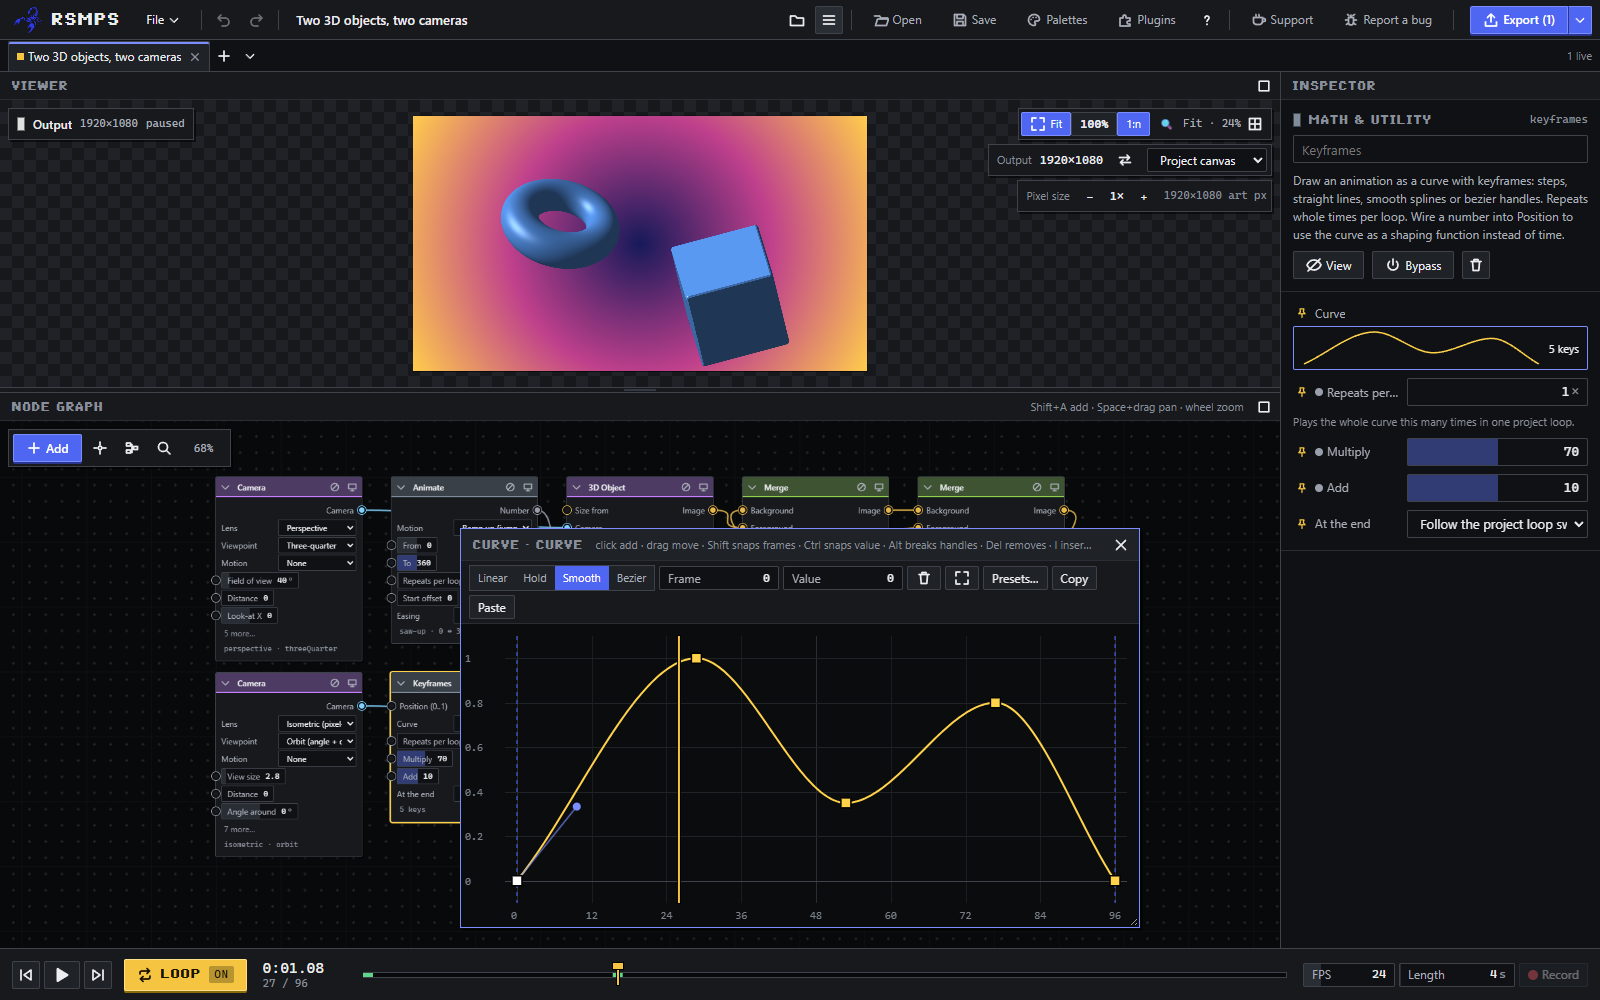 RSMPS File Two 3D objects, two cameras Open Save Palettes Plugins ? Support Report a bug Export (1)
Two 3D objects, two cameras 1 live
VIEWER
Output 1920×1080 paused
Fit 100% 1:n Fit · 24%
Output 1920×1080 Project canvas
Pixel size − 1× + 1920×1080 art px
NODE GRAPH Shift+A add · Space+drag pan · wheel zoom
Add 68%
Camera
Camera
Lens Perspective
Viewpoint Three-quarter
Motion None
Field of view 40°
Distance 0
Look-at X 0
5 more...
perspective · threeQuarter
Animate
Number
Motion
From 0
To 360
Repeats per loop
Start offset 0
Easing
3D Object
Size from Image
Merge
Background Image
Merge
Background Image
Camera
Camera
Lens
Viewpoint
Motion None
View size 2.8
Distance 0
Angle around 0°
7 more...
isometric · orbit
Keyframes
Position (0..1)
Curve
Repeats per loop
Multiply 70
Add 10
At the end
5 keys
CURVE - CURVE click add · drag move · Shift snaps frames · Ctrl snaps value · Alt breaks handles · Del removes · I inser...
Linear Hold Smooth Bezier Frame 0 Value 0 Presets... Copy
Paste
1
0.8
0.6
0.4
0.2
0
0 12 24 36 48 60 72 84 96
INSPECTOR
MATH & UTILITY keyframes
Keyframes
Draw an animation as a curve with keyframes: steps,
straight lines, smooth splines or bezier handles. Repeats
whole times per loop. Wire a number into Position to
use the curve as a shaping function instead of time.
View Bypass
Curve
5 keys
Repeats per... 1×
Plays the whole curve this many times in one project loop.
Multiply 70
Add 10
At the end Follow the project loop sw
LOOP ON 0:01.08
27 / 96
FPS 24 Length 4s Record